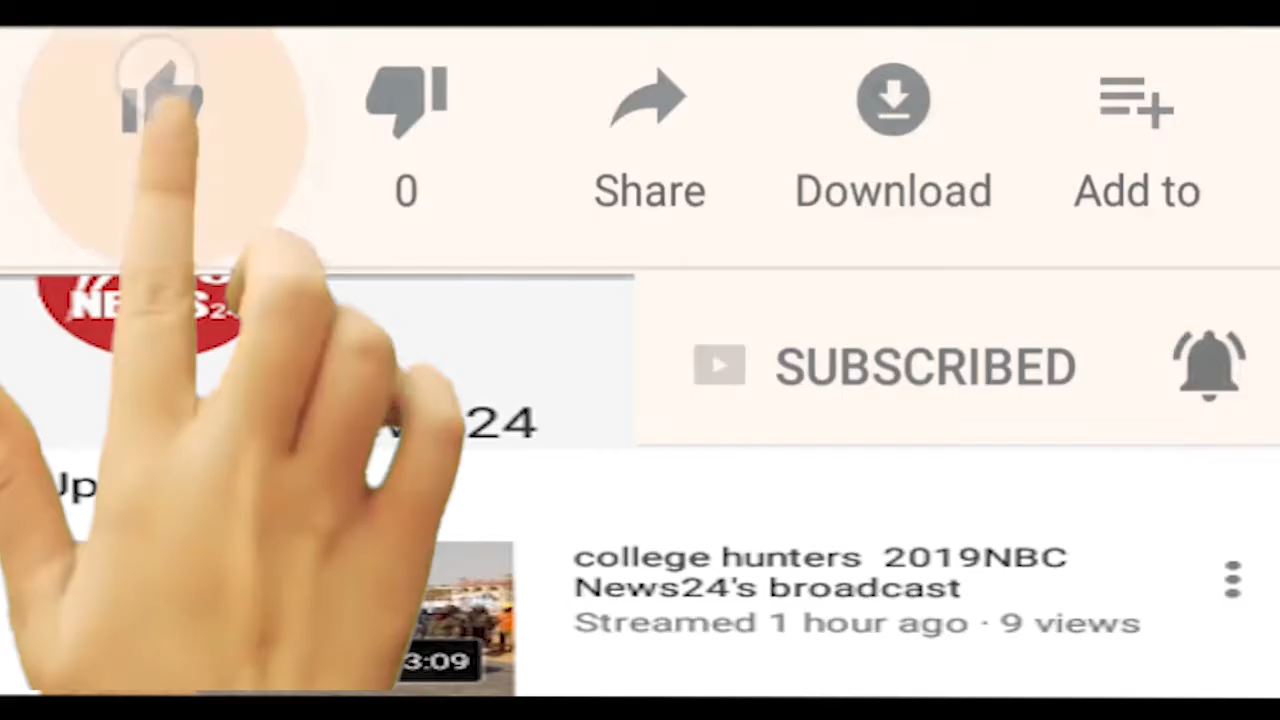 0
Share
Download
Add to
SUBSCRIBED
24
college hunters 2019NBC
News24's broadcast
Streamed 1 hour ago · 9 views
3:09